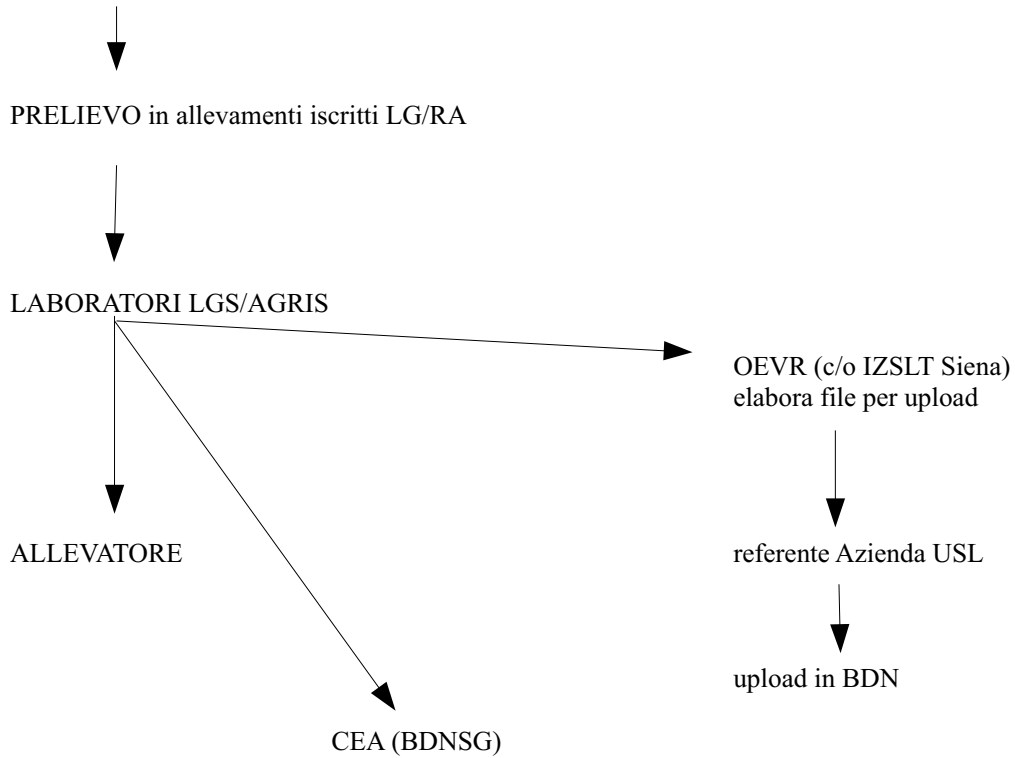 PRELIEVO in allevamenti iscritti LG/RA
LABORATORI LGS/AGRIS
OEVR (c/o IZSLT Siena)
elabora file per upload
ALLEVATORE
referente Azienda USL
upload in BDN
CEA (BDNSG)